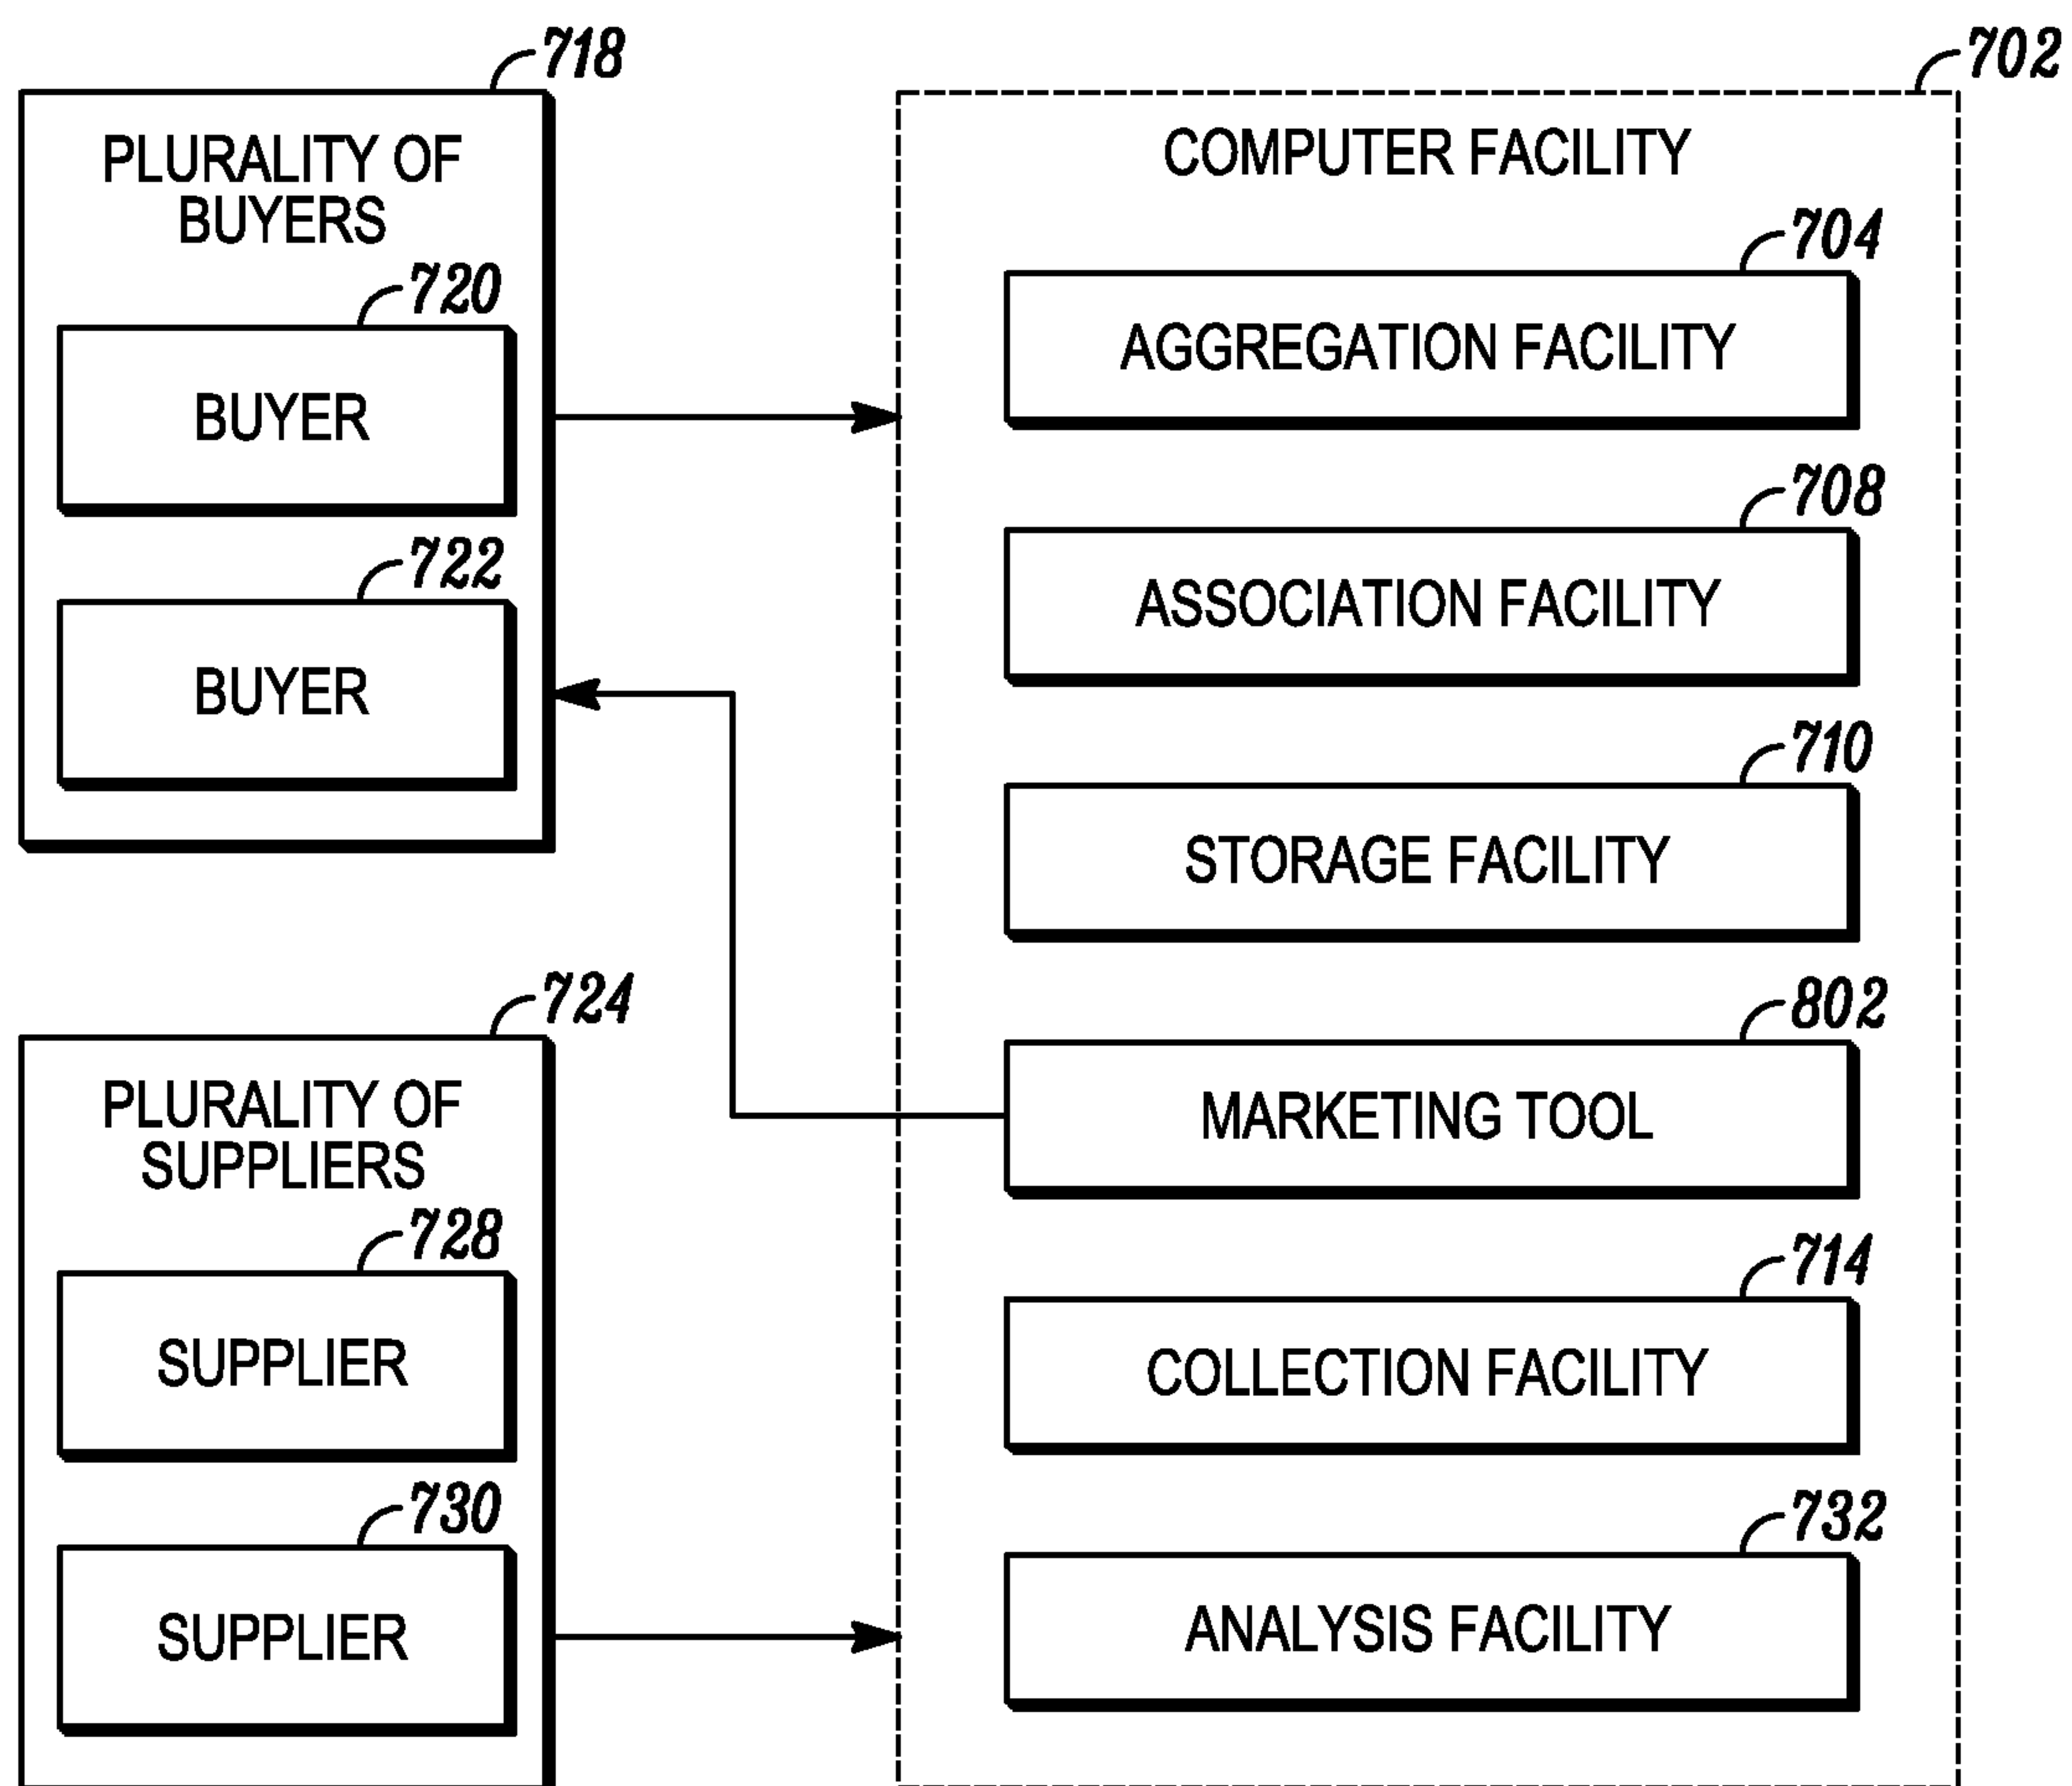 718
PLURALITY OF
BUYERS
720
BUYER
722
BUYER
724
PLURALITY OF
SUPPLIERS
728
SUPPLIER
730
SUPPLIER
702
COMPUTER FACILITY
704
AGGREGATION FACILITY
708
ASSOCIATION FACILITY
710
STORAGE FACILITY
802
MARKETING TOOL
714
COLLECTION FACILITY
732
ANALYSIS FACILITY